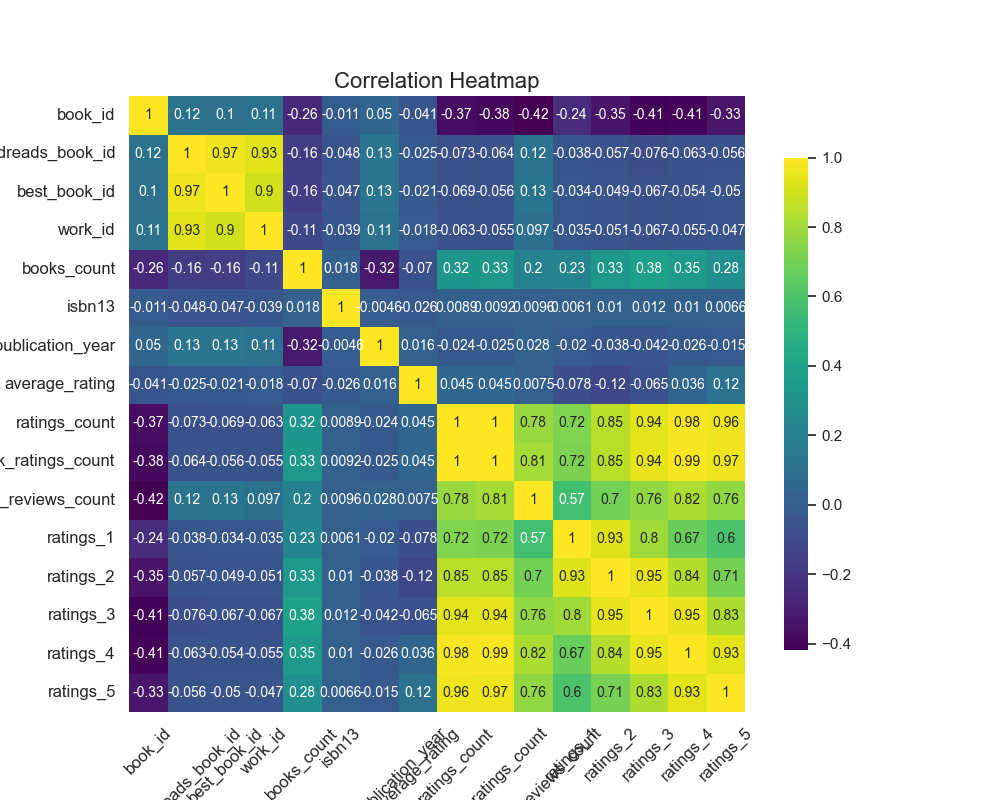 Correlation Heatmap
book_id 1 0.12 0.1 0.11 -0.26 -0.011 0.05 -0.041 -0.37 -0.38 -0.42 -0.24 -0.35 -0.41 -0.41 -0.33
dreads_book_id 0.12 1 0.97 0.93 -0.16 -0.048 0.13 -0.025 -0.073 -0.064 0.12 -0.038 -0.057 -0.076 -0.063 -0.056
best_book_id 0.1 0.97 1 0.9 -0.16 -0.047 0.13 -0.021 -0.069 -0.056 0.13 -0.034 -0.049 -0.067 -0.054 -0.05
work_id 0.11 0.93 0.9 1 -0.11 -0.039 0.11 -0.018 -0.063 -0.055 0.097 -0.035 -0.051 -0.067 -0.055 -0.047
books_count -0.26 -0.16 -0.16 -0.11 1 0.018 -0.32 -0.07 0.32 0.33 0.2 0.23 0.33 0.38 0.35 0.28
isbn13 -0.011 -0.048 -0.047 -0.039 0.018 1 -0.0046 -0.026 0.0089 0.0092 0.0096 0.0061 0.01 0.012 0.01 0.0066
publication_year 0.05 0.13 0.13 0.11 -0.32 -0.0046 1 0.016 -0.024 -0.025 0.028 -0.02 -0.038 -0.042 -0.026 -0.015
average_rating -0.041 -0.025 -0.021 -0.018 -0.07 -0.026 0.016 1 0.045 0.045 0.0075 -0.078 -0.12 -0.065 0.036 0.12
ratings_count -0.37 -0.073 -0.069 -0.063 0.32 0.0089 -0.024 0.045 1 1 0.78 0.72 0.85 0.94 0.98 0.96
k_ratings_count -0.38 -0.064 -0.056 -0.055 0.33 0.0092 -0.025 0.045 1 1 0.81 0.72 0.85 0.94 0.99 0.97
_reviews_count -0.42 0.12 0.13 0.097 0.2 0.0096 0.028 0.0075 0.78 0.81 1 0.57 0.7 0.76 0.82 0.76
ratings_1 -0.24 -0.038 -0.034 -0.035 0.23 0.0061 -0.02 -0.078 0.72 0.72 0.57 1 0.93 0.8 0.67 0.6
ratings_2 -0.35 -0.057 -0.049 -0.051 0.33 0.01 -0.038 -0.12 0.85 0.85 0.7 0.93 1 0.95 0.84 0.71
ratings_3 -0.41 -0.076 -0.067 -0.067 0.38 0.012 -0.042 -0.065 0.94 0.94 0.76 0.8 0.95 1 0.95 0.83
ratings_4 -0.41 -0.063 -0.054 -0.055 0.35 0.01 -0.026 0.036 0.98 0.99 0.82 0.67 0.84 0.95 1 0.93
ratings_5 -0.33 -0.056 -0.05 -0.047 0.28 0.0066 -0.015 0.12 0.96 0.97 0.76 0.6 0.71 0.83 0.93 1
book_id
eads_book_id
best_book_id
work_id
books_count
isbn13
blication_year
erage_rating
ratings_count
ratings_count
eviews_count
ratings_1
ratings_2
ratings_3
ratings_4
ratings_5
1.0
0.8
0.6
0.4
0.2
0.0
−0.2
−0.4